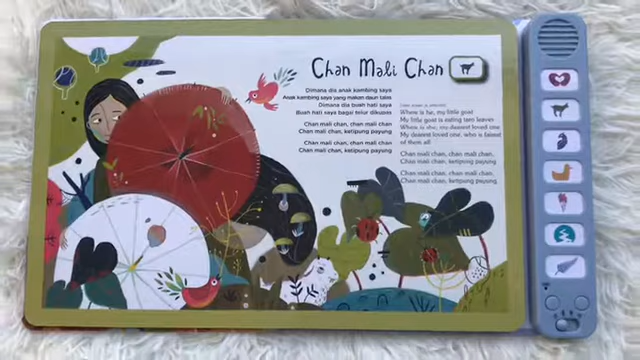 Chan Mali Chan
Dimana dia anak kambing saya
Anak kambing saya yang makan daun talas
Dimana dia buah hati saya
Buah hati saya bagai telur dikupas
Chan mali chan, chan mali chan
Chan mali chan, ketipung payung
Chan mali chan, chan mali chan
Chan mali chan, ketipung payung
Where is he, my little goat
My little goat is eating taro leaves
Where is she, my dearest loved one
My dearest loved one, who is fairest
of them all
Chan mali chan, chan mali chan,
Chan mali chan, ketipung payung
Chan mali chan, chan mali chan,
Chan mali chan, ketipung payung